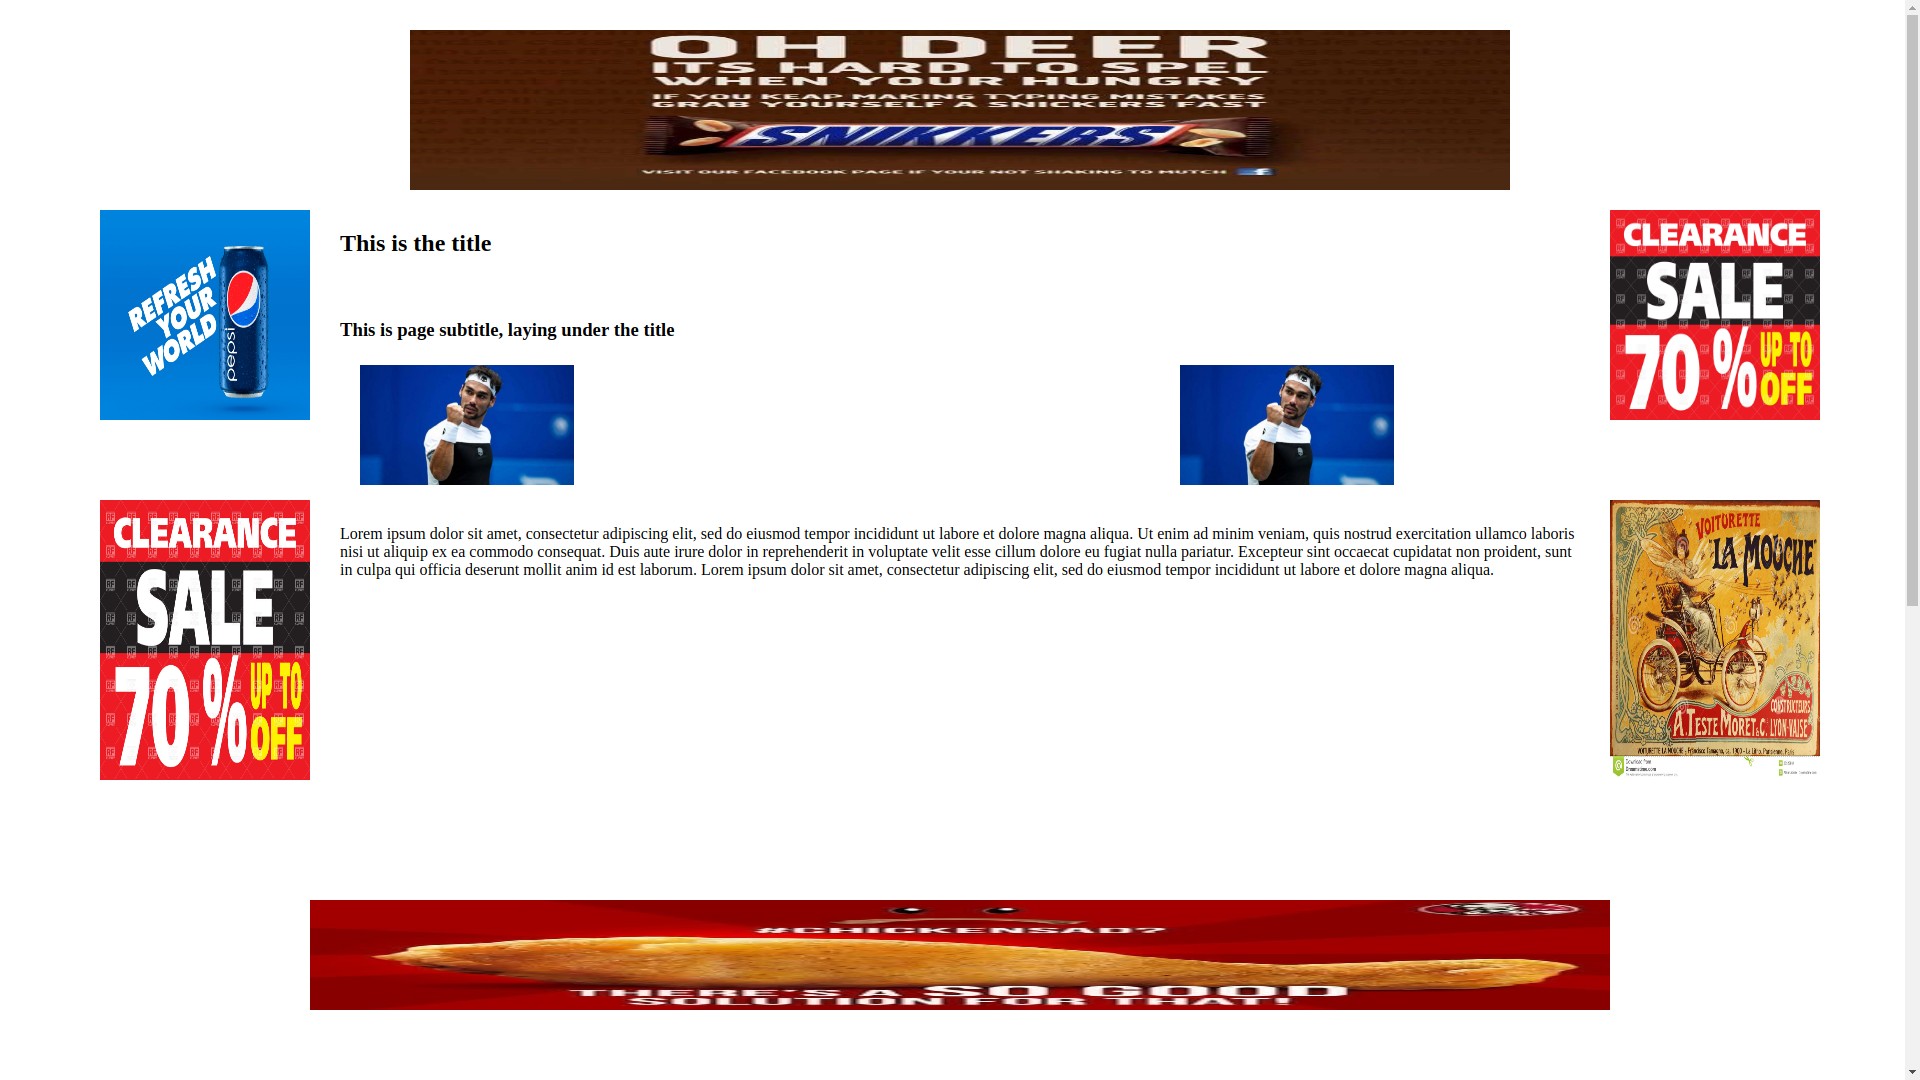 OH DEER
ITS HARD TO SPEL
WHEN YOUR HUNGRY
IF YOU KEAP MAKING TYPING MISTAKES
GRAB YOURSELF A SNICKERS FAST
SNIKKERS
VISIT OUR FACEBOOK PAGE IF YOUR NOT SHAKING TO MUTCH
REFRESH
YOUR
WORLD
pepsi
This is the title
This is page subtitle, laying under the title
CLEARANCE
SALE
70% UP TO
OFF
CLEARANCE
SALE
70% UP TO
OFF
Lorem ipsum dolor sit amet, consectetur adipiscing elit, sed do eiusmod tempor incididunt ut labore et dolore magna aliqua. Ut enim ad minim veniam, quis nostrud exercitation ullamco laboris
nisi ut aliquip ex ea commodo consequat. Duis aute irure dolor in reprehenderit in voluptate velit esse cillum dolore eu fugiat nulla pariatur. Excepteur sint occaecat cupidatat non proident, sunt
in culpa qui officia deserunt mollit anim id est laborum. Lorem ipsum dolor sit amet, consectetur adipiscing elit, sed do eiusmod tempor incididunt ut labore et dolore magna aliqua.
VOITURETTE
LA MOUCHE
CONSTRUCTEURS
A. TESTE MORET & C. LYON-VAISE
Download from
Dreamstime.com
#CHICKENSAD?
THERE'S A SO GOOD
SOLUTION FOR THAT!